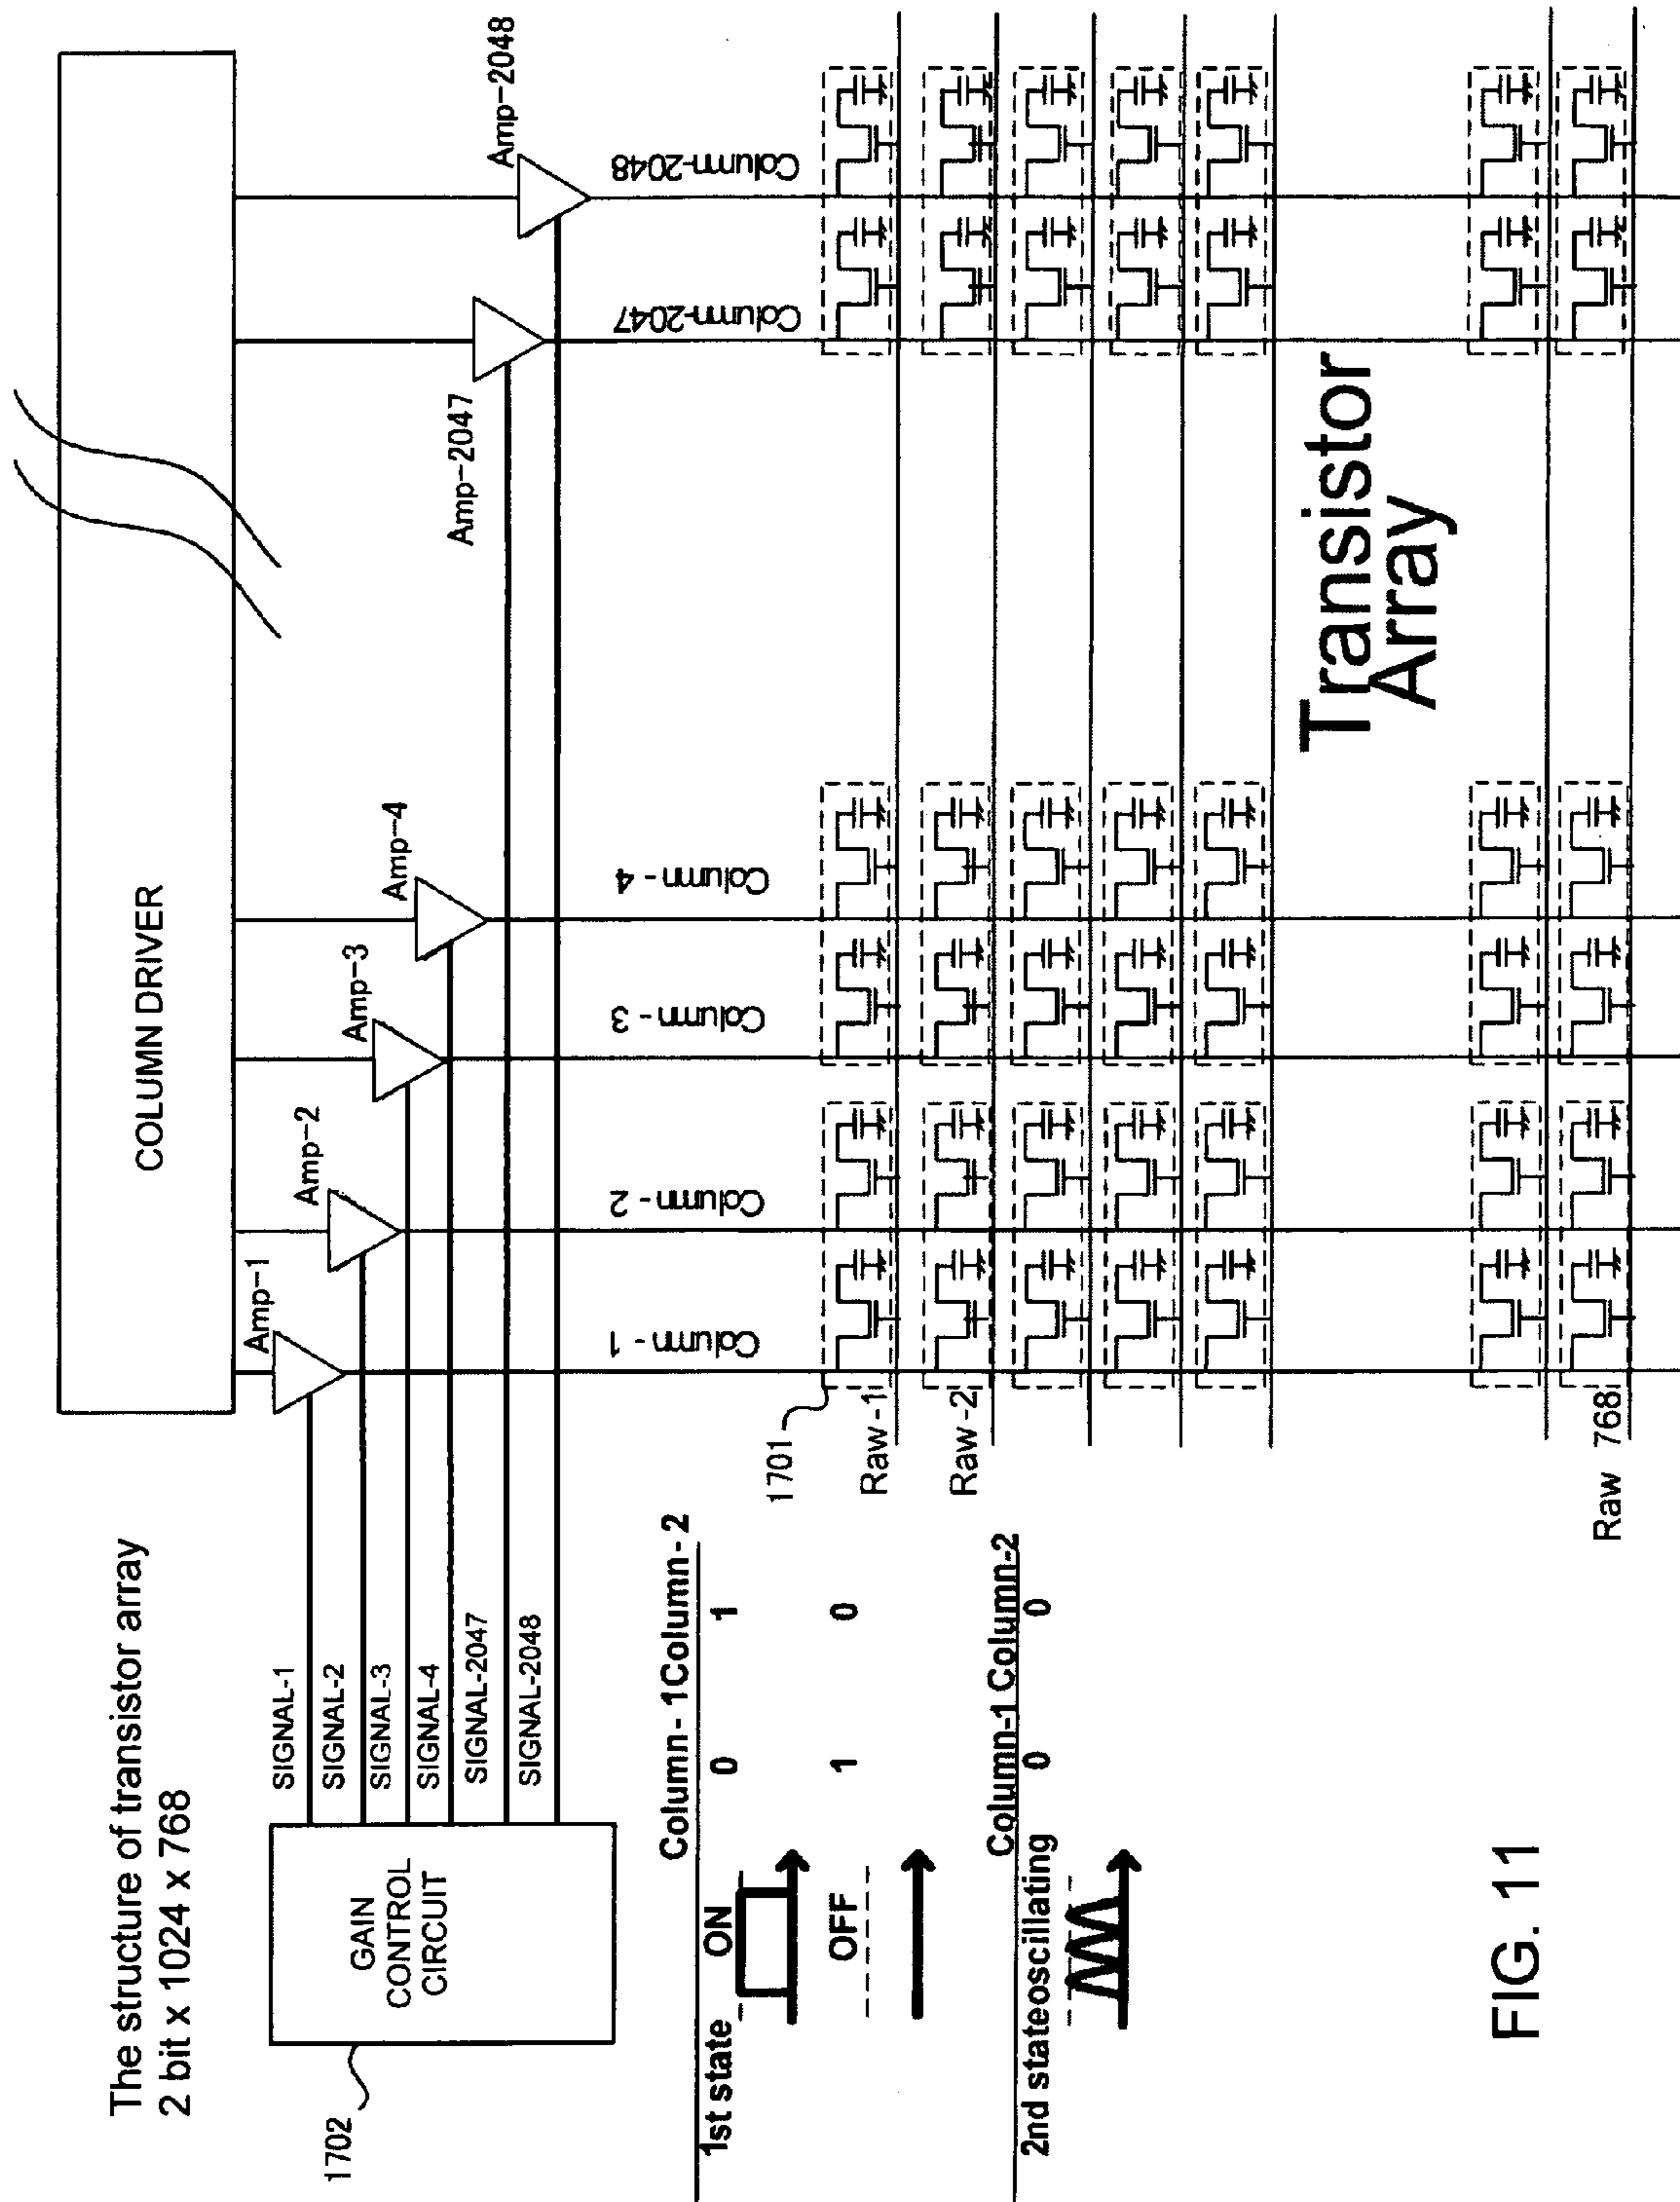 The structure of transistor array
2 bit x 1024 x 768
COLUMN DRIVER
1702
GAIN
CONTROL
CIRCUIT
SIGNAL-1
SIGNAL-2
SIGNAL-3
SIGNAL-4
SIGNAL-2047
SIGNAL-2048
Amp-1
Amp-2
Amp-3
Amp-4
Amp-2047
Amp-2048
Column - 1
Column - 2
Column - 3
Column - 4
Column-2047
Column-2048
Column- 1Column- 2
1st state ON 0 1
OFF 1 0
Column-1 Column-2
2nd stateoscillating 0 0
1701
Raw -1
Raw -2
Raw 768
Transistor
Array
FIG. 11